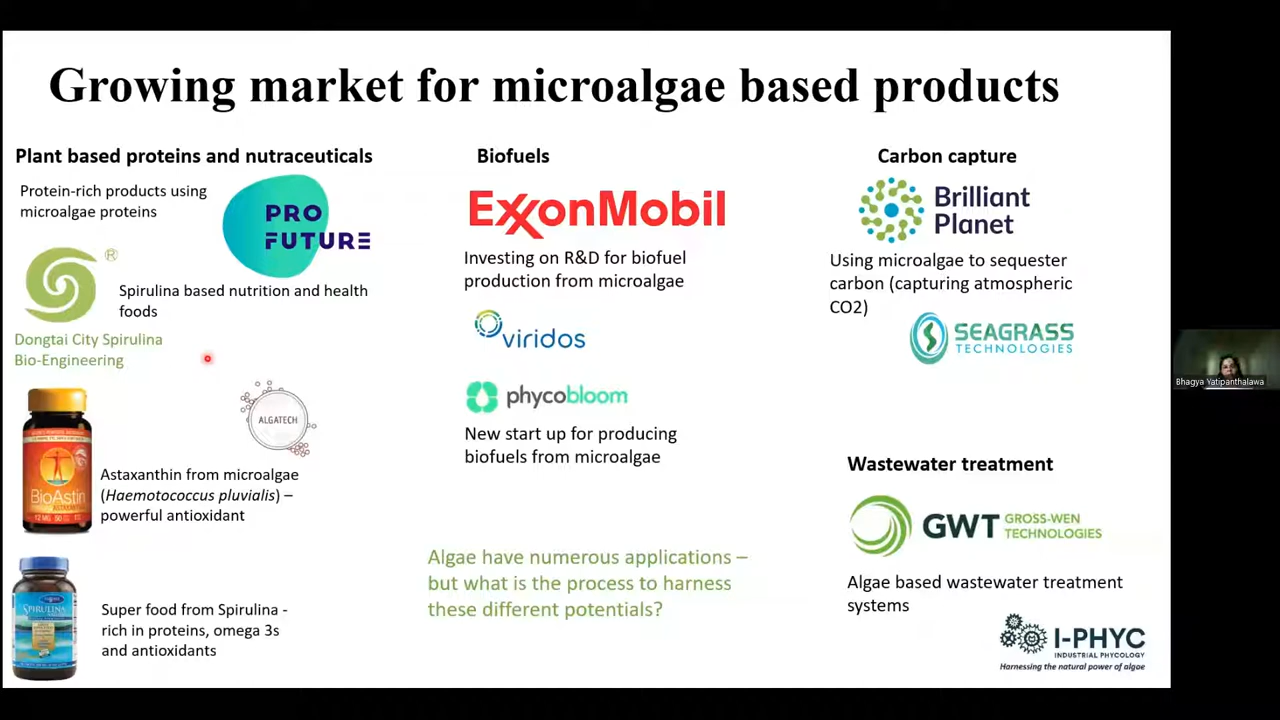 Growing market for microalgae based products
Plant based proteins and nutraceuticals
Protein-rich products using
microalgae proteins
PRO
FUTURE
®
Spirulina based nutrition and health
foods
Dongtai City Spirulina
Bio-Engineering
ALGATECH
BioAstin
Astaxanthin from microalgae
(Haemotococcus pluvialis) –
powerful antioxidant
SPIRULINA
Super food from Spirulina -
rich in proteins, omega 3s
and antioxidants
Biofuels
ExxonMobil
Investing on R&D for biofuel
production from microalgae
viridos
phycobloom
New start up for producing
biofuels from microalgae
Algae have numerous applications –
but what is the process to harness
these different potentials?
Carbon capture
Brilliant
Planet
Using microalgae to sequester
carbon (capturing atmospheric
CO2)
SEAGRASS
TECHNOLOGIES
Wastewater treatment
GWT GROSS-WEN
TECHNOLOGIES
Algae based wastewater treatment
systems
I-PHYC
INDUSTRIAL PHYCOLOGY
Harnessing the natural power of algae
Bhagya Yatipanthalawa